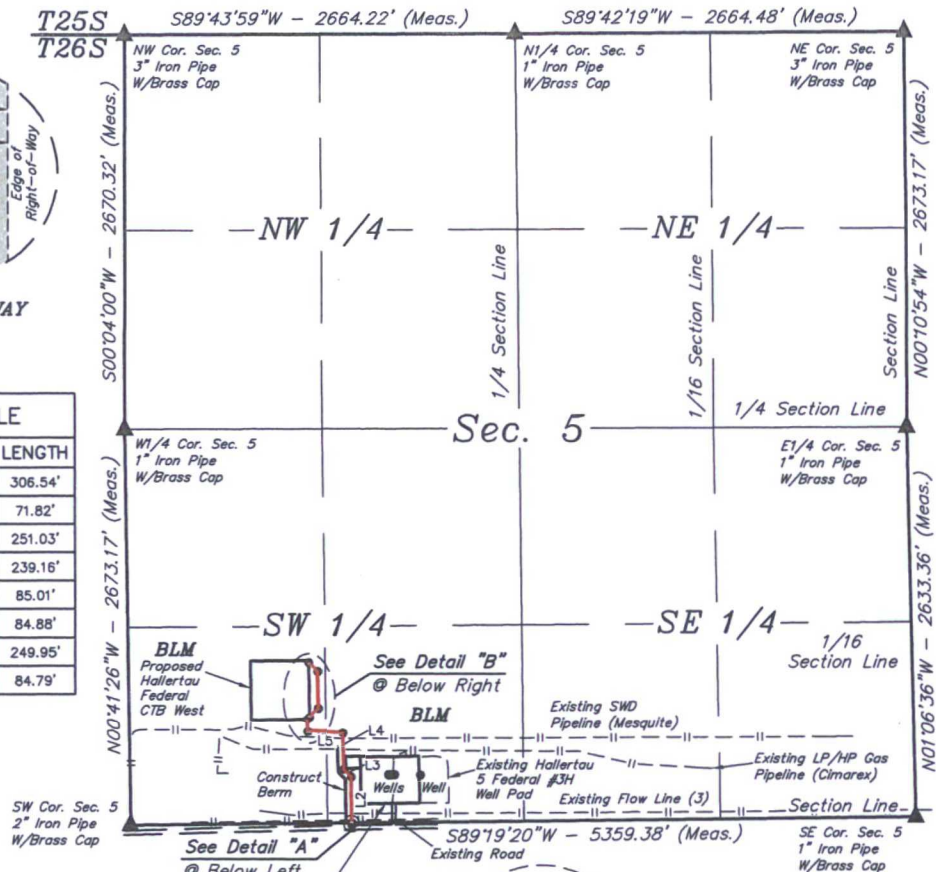 T25S
T26S
S89°43'59"W - 2664.22' (Meas.)
S89°42'19"W - 2664.48' (Meas.)
NW Cor. Sec. 5
3" Iron Pipe
W/Brass Cap
N1/4 Cor. Sec. 5
1" Iron Pipe
W/Brass Cap
NE Cor. Sec. 5
3" Iron Pipe
W/Brass Cap
Edge of
Right-of-Way
S00°04'00"W - 2670.32' (Meas.)
NW 1/4
NE 1/4
1/4 Section Line
1/16 Section Line
Section Line
N00°10'54"W - 2673.17' (Meas.)
WAY
1/4 Section Line
Sec. 5
LE
LENGTH
306.54'
71.82'
251.03'
239.16'
85.01'
84.88'
249.95'
84.79'
W1/4 Cor. Sec. 5
1" Iron Pipe
W/Brass Cap
E1/4 Cor. Sec. 5
1" Iron Pipe
W/Brass Cap
N00°41'26"W - 2673.17' (Meas.)
SW 1/4
SE 1/4
1/16
Section Line
N01°06'36"W - 2633.36' (Meas.)
BLM
Proposed
Hallertau
Federal
CTB West
See Detail "B"
@ Below Right
BLM
Existing SWD
Pipeline (Mesquite)
L4
L5
L3
L2
Construct
Berm
Wells
Well
Existing Hallertau
5 Federal #3H
Well Pad
Existing LP/HP Gas
Pipeline (Cimarex)
Existing Flow Line (3)
Section Line
SW Cor. Sec. 5
2" Iron Pipe
W/Brass Cap
S89°19'20"W - 5359.38' (Meas.)
Existing Road
SE Cor. Sec. 5
1" Iron Pipe
W/Brass Cap
See Detail "A"
@ Below Left